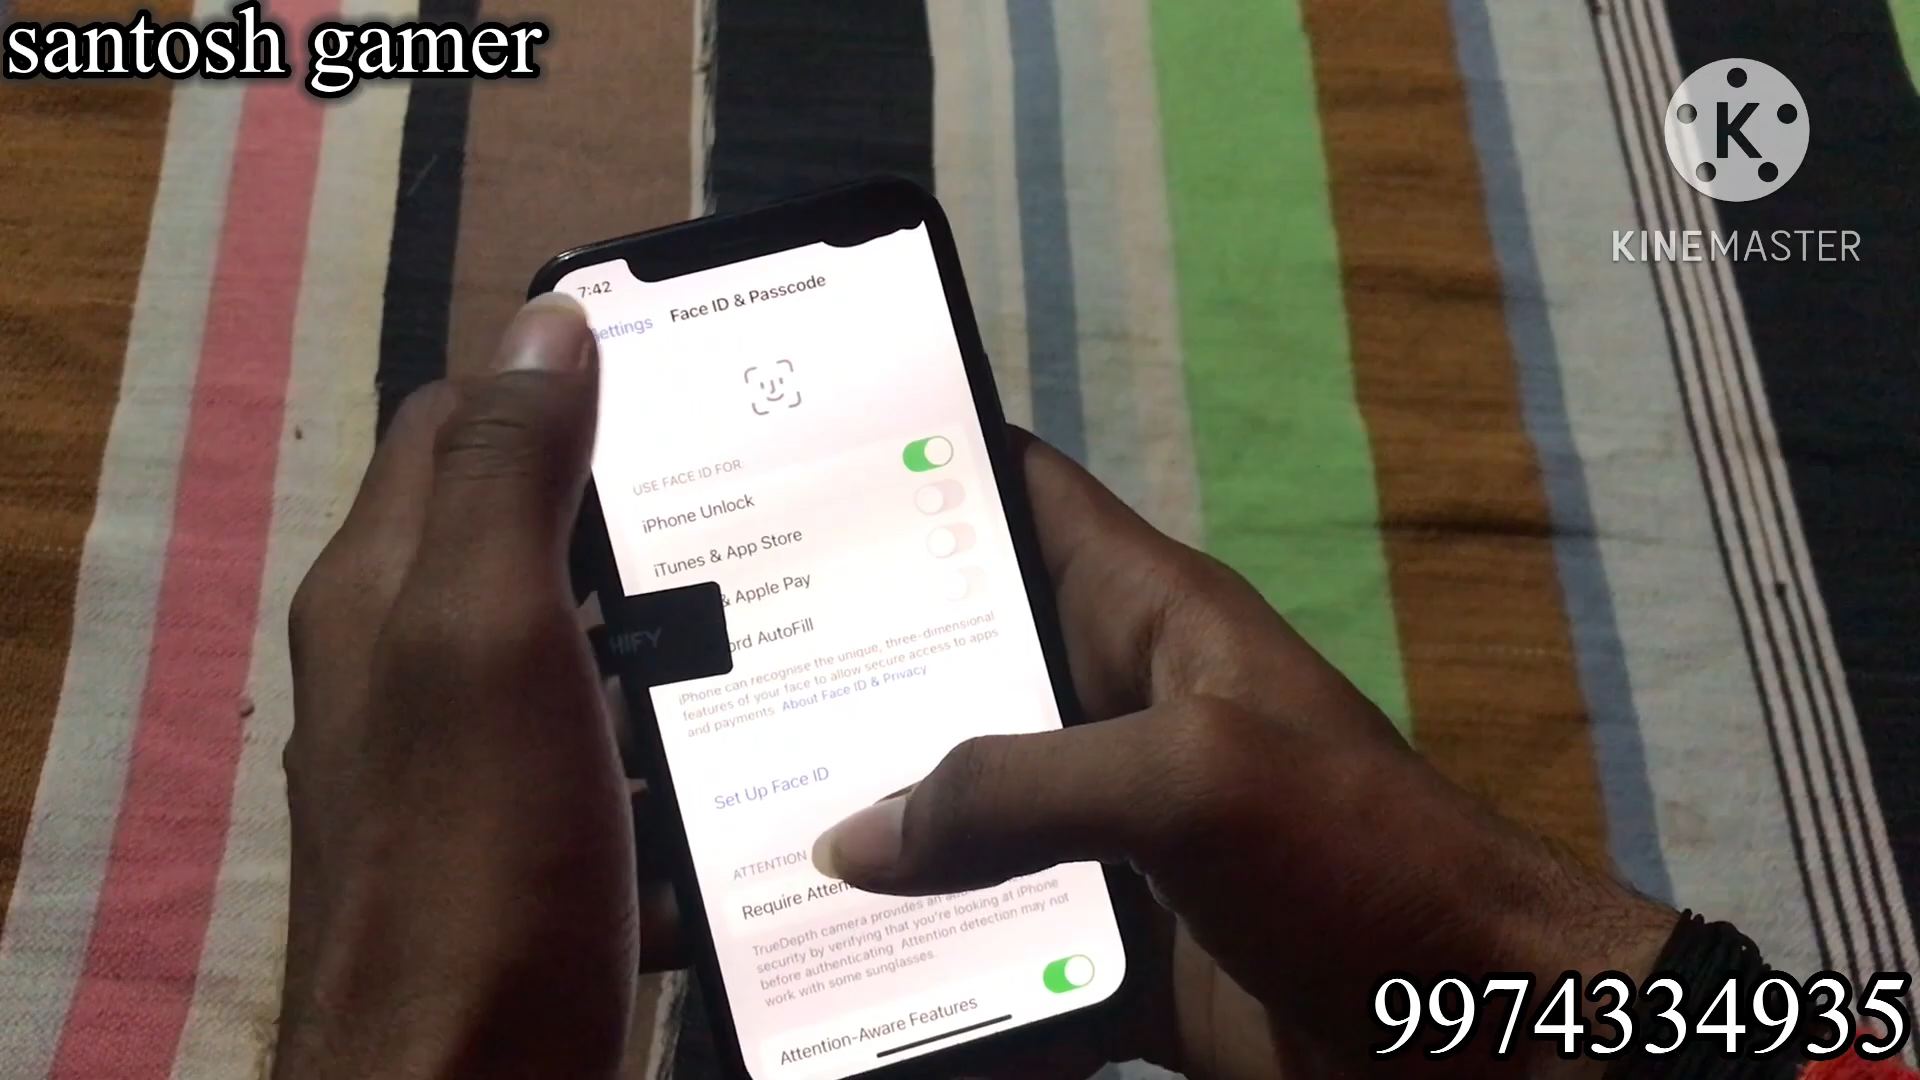 santosh gamer
K
KINEMASTER
7:42
Settings
Face ID & Passcode
USE FACE ID FOR:
iPhone Unlock
iTunes & App Store
& Apple Pay
ord AutoFill
HIFY
iPhone can recognise the unique, three-dimensional
features of your face to allow secure access to apps
and payments. About Face ID & Privacy
Set Up Face ID
ATTENTION
Require Atten
TrueDepth camera provides an
security by verifying that you're looking at iPhone
before authenticating. Attention detection may not
work with some sunglasses.
Attention-Aware Features
9974334935